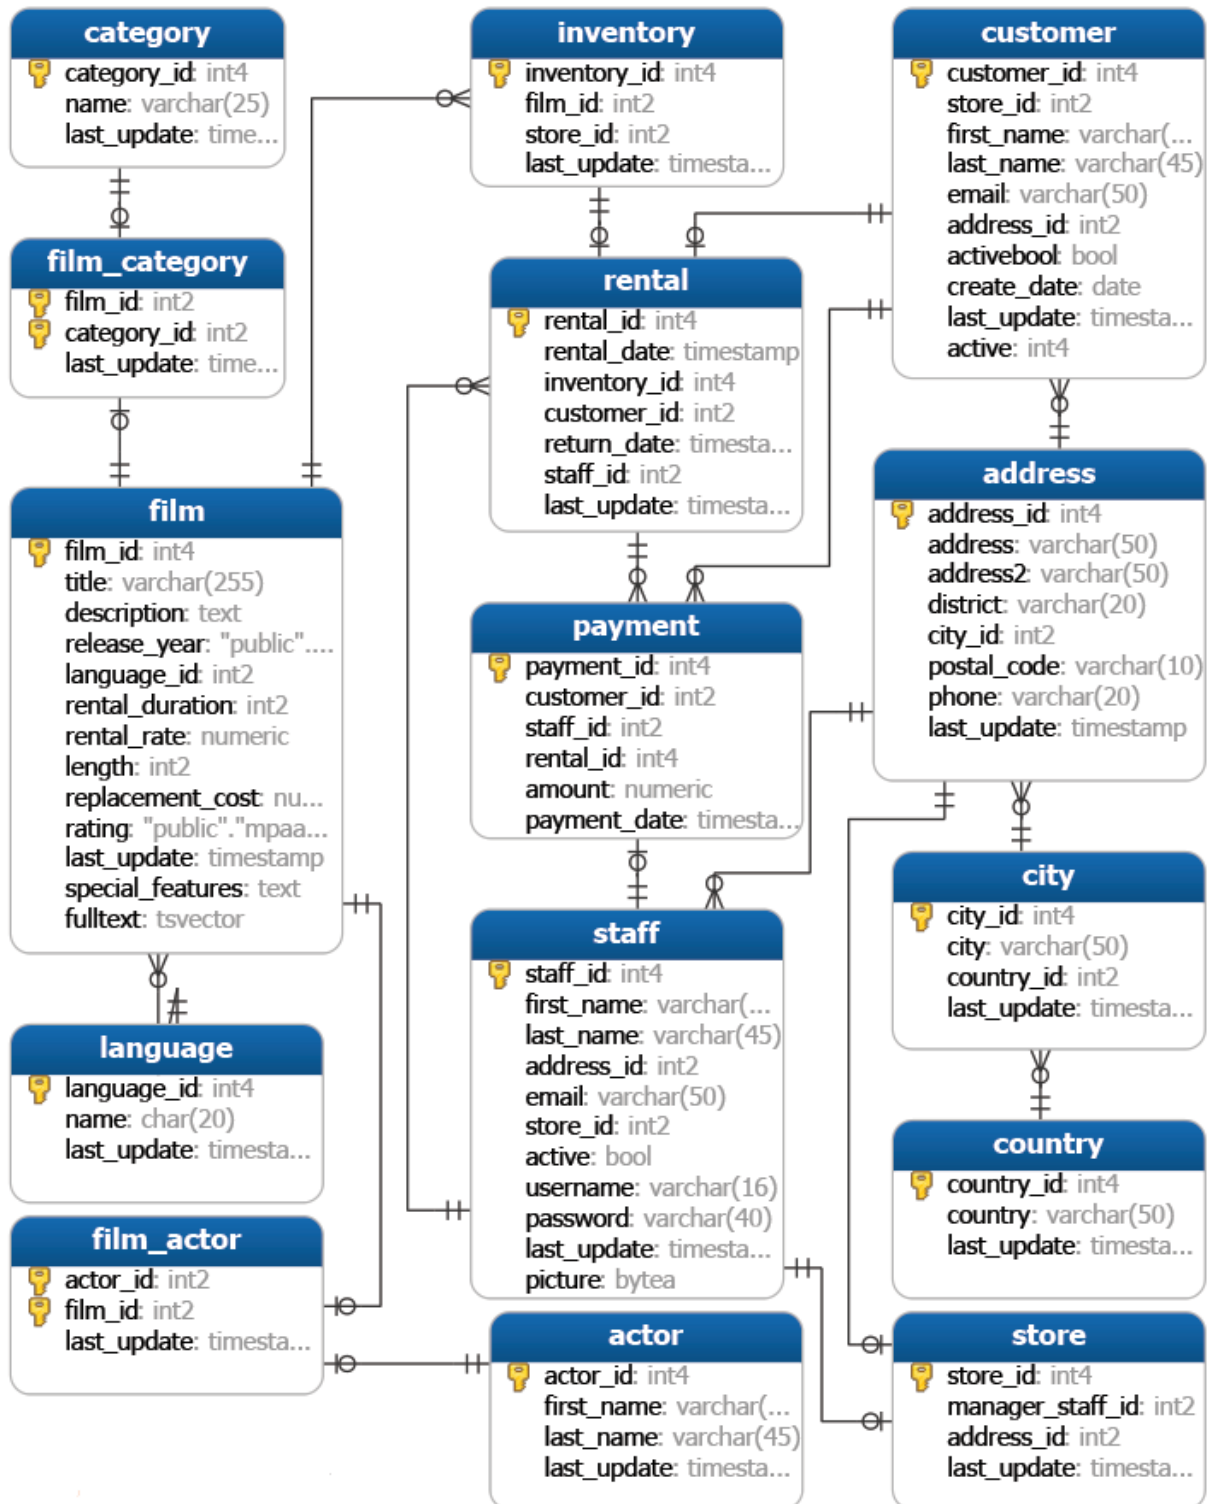 category
category_id: int4
name: varchar(25)
last_update: time...
film_category
film_id: int2
category_id: int2
last_update: time...
film
film_id: int4
title: varchar(255)
description: text
release_year: "public"....
language_id: int2
rental_duration: int2
rental_rate: numeric
length: int2
replacement_cost: nu...
rating: "public"."mpaa...
last_update: timestamp
special_features: text
fulltext: tsvector
language
language_id: int4
name: char(20)
last_update: timesta...
film_actor
actor_id: int2
film_id: int2
last_update: timesta...
inventory
inventory_id: int4
film_id: int2
store_id: int2
last_update: timesta...
rental
rental_id: int4
rental_date: timestamp
inventory_id: int4
customer_id: int2
return_date: timesta...
staff_id: int2
last_update: timesta...
payment
payment_id: int4
customer_id: int2
staff_id: int2
rental_id: int4
amount: numeric
payment_date: timesta...
staff
staff_id: int4
first_name: varchar(...
last_name: varchar(45)
address_id: int2
email: varchar(50)
store_id: int2
active: bool
username: varchar(16)
password: varchar(40)
last_update: timesta...
picture: bytea
actor
actor_id: int4
first_name: varchar(...
last_name: varchar(45)
last_update: timesta...
customer
customer_id: int4
store_id: int2
first_name: varchar(...
last_name: varchar(45)
email: varchar(50)
address_id: int2
activebool: bool
create_date: date
last_update: timesta...
active: int4
address
address_id: int4
address: varchar(50)
address2: varchar(50)
district: varchar(20)
city_id: int2
postal_code: varchar(10)
phone: varchar(20)
last_update: timestamp
city
city_id: int4
city: varchar(50)
country_id: int2
last_update: timesta...
country
country_id: int4
country: varchar(50)
last_update: timesta...
store
store_id: int4
manager_staff_id: int2
address_id: int2
last_update: timesta...